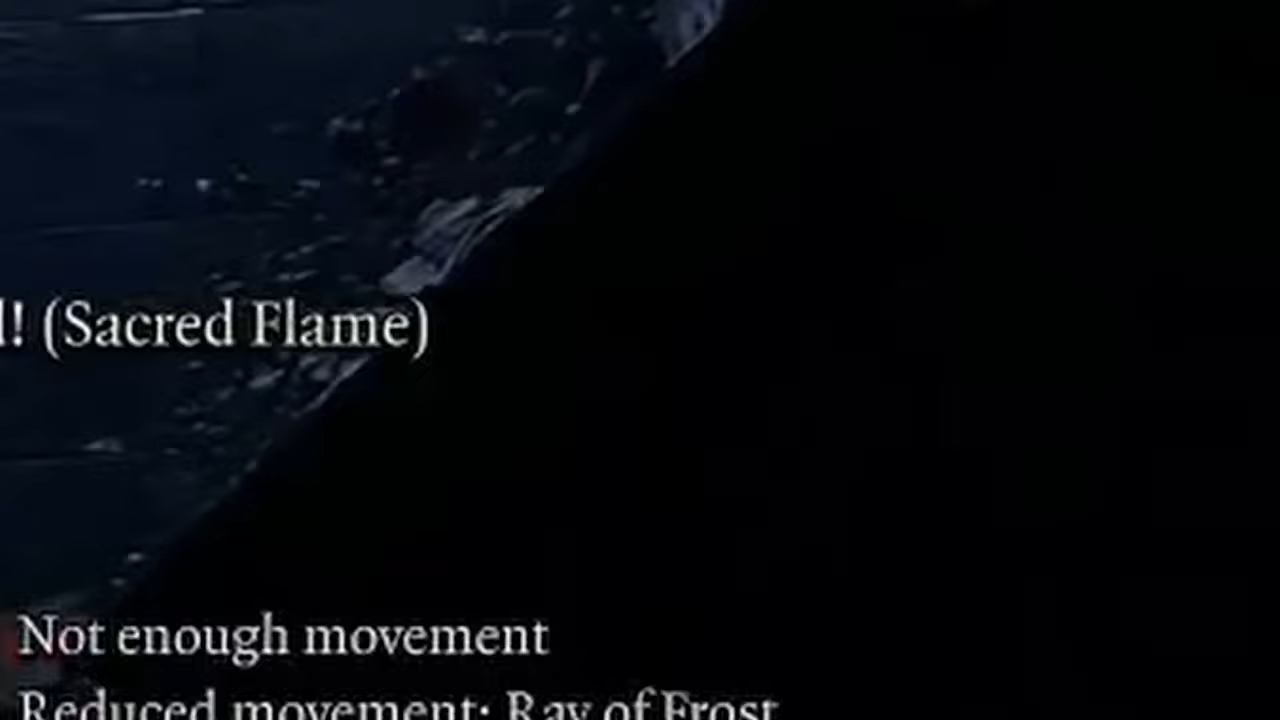 ! (Sacred Flame)
Not enough movement
Reduced movement: Ray of Frost